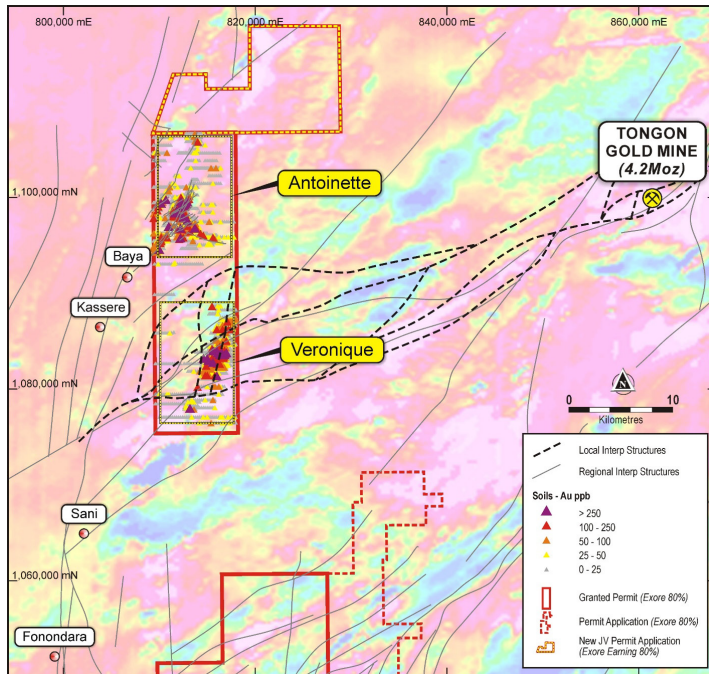 800,000 mE
820,000 mE
840,000 mE
860,000 mE
TONGON
GOLD MINE
(4.2Moz)
Antoinette
1,100,000 mN
Baya
Kassere
Veronique
1,080,000 mN
N
0
10
Kilometres
Local Interp Structures
Regional Interp Structures
Soils - Au ppb
> 250
100 - 250
50 - 100
25 - 50
0 - 25
Sani
1,060,000 mN
Granted Permit (Exore 80%)
Permit Application (Exore 80%)
New JV Permit Application
(Exore Earning 80%)
Fonondara